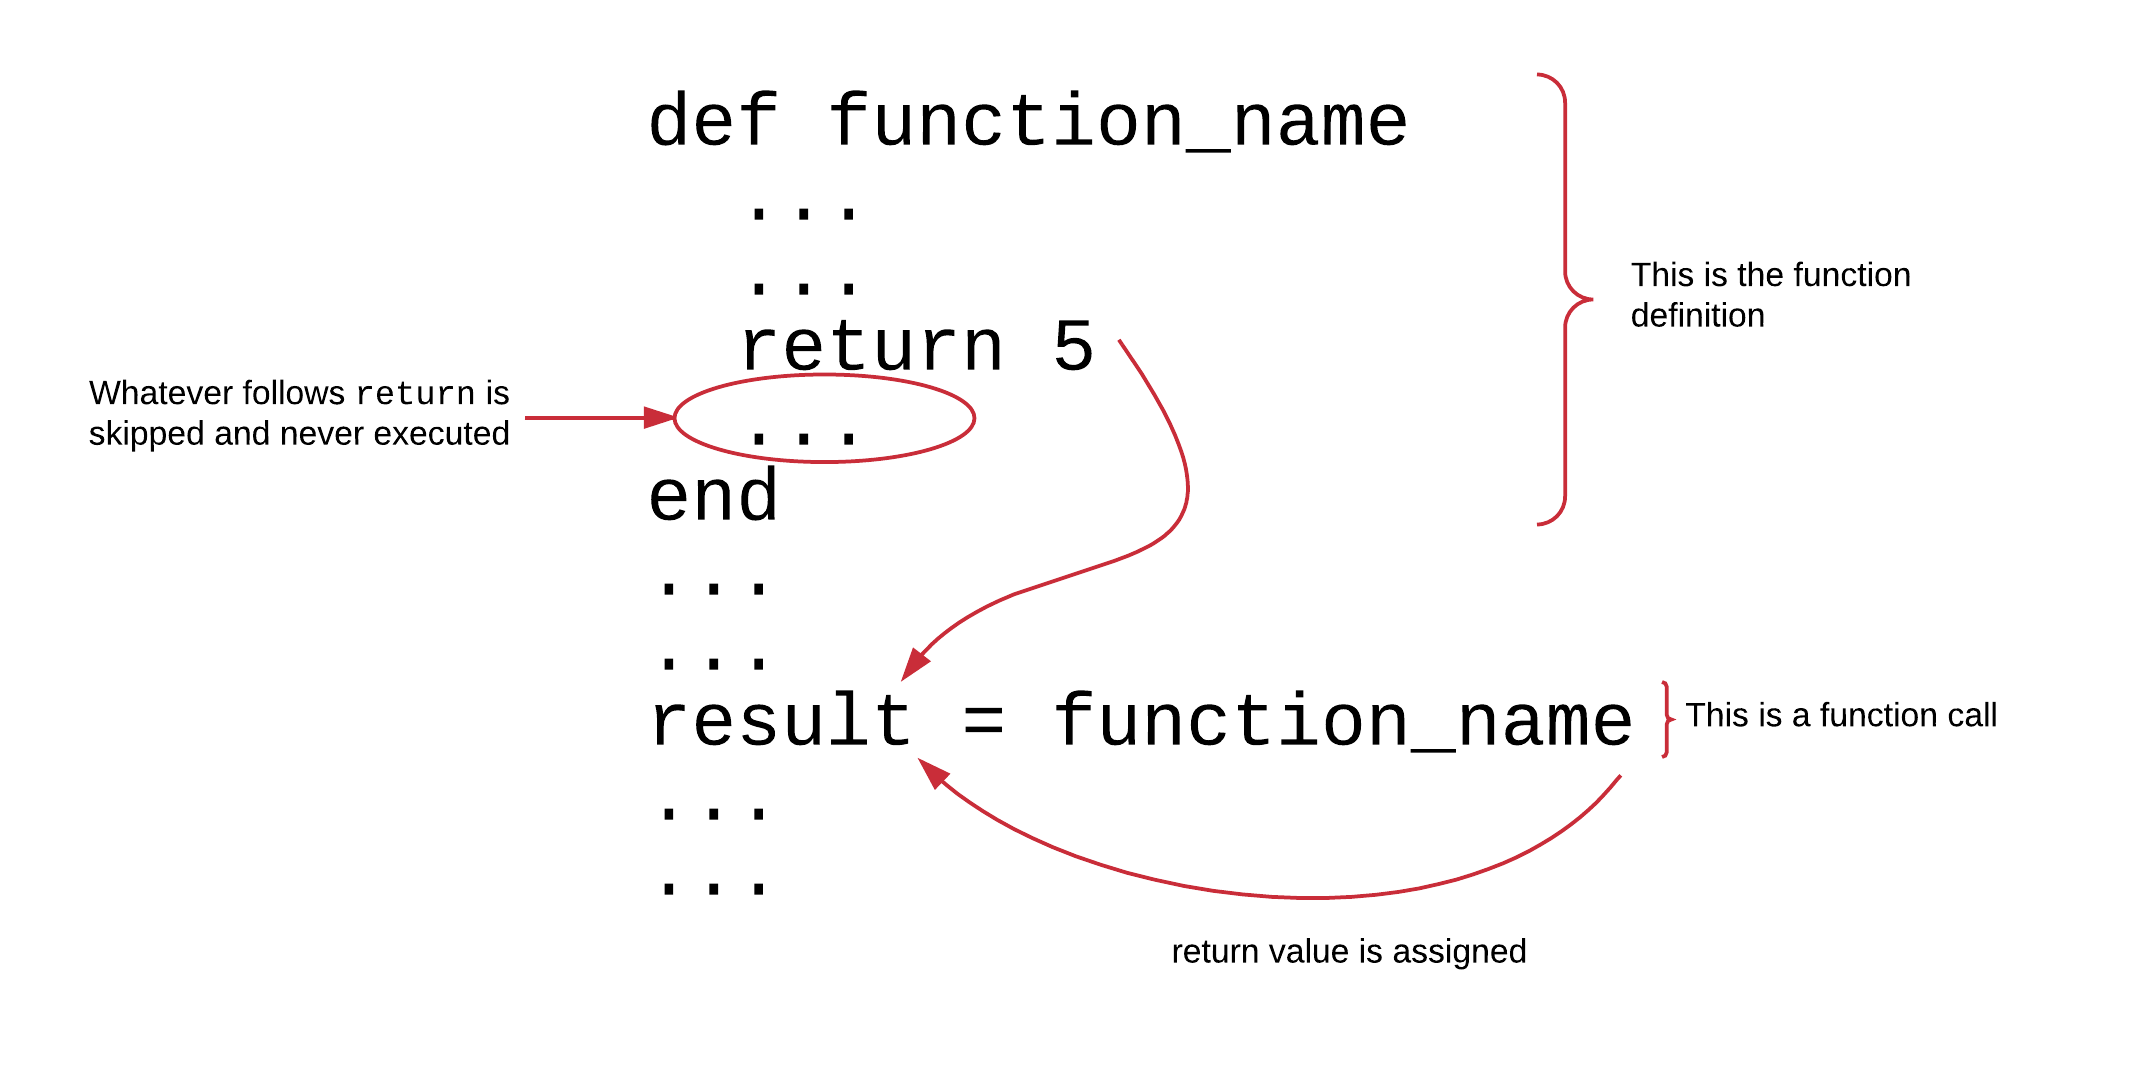 def function_name
...
...
This is the function
definition
return 5
Whatever follows return is
skipped and never executed
...
end
...
...
result = function_name
This is a function call
...
...
return value is assigned